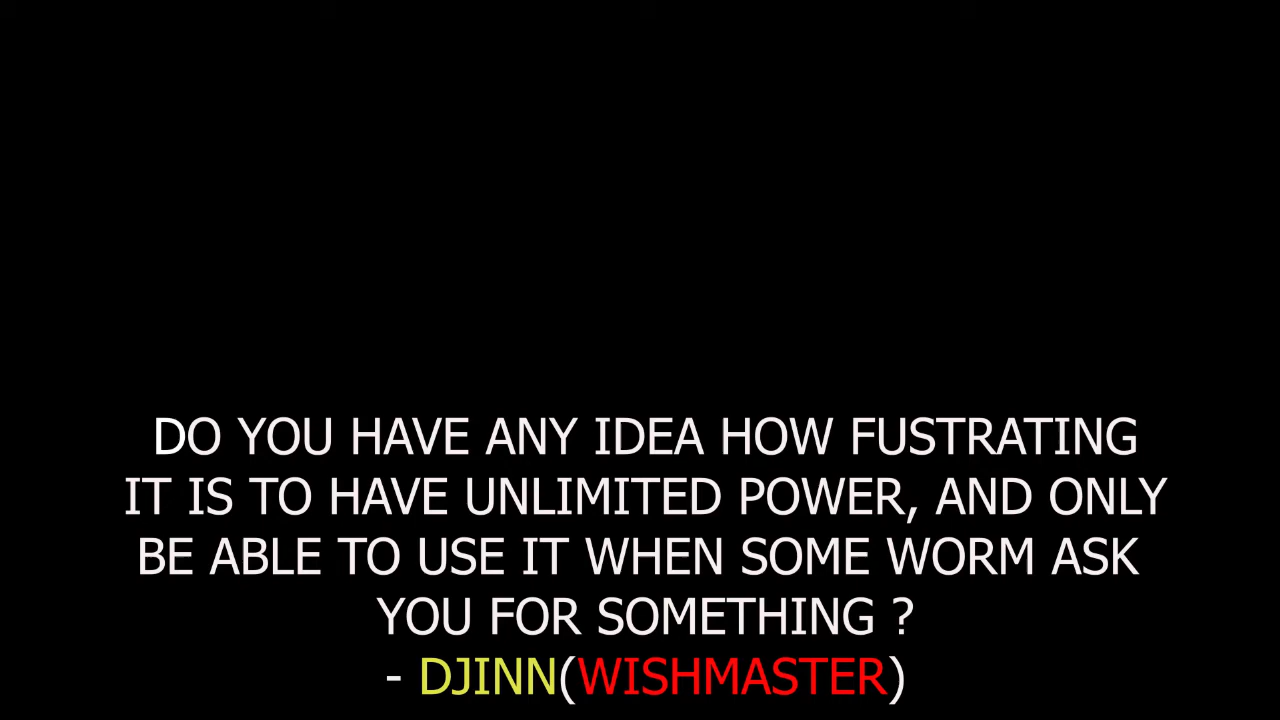 DO YOU HAVE ANY IDEA HOW FUSTRATING
IT IS TO HAVE UNLIMITED POWER, AND ONLY
BE ABLE TO USE IT WHEN SOME WORM ASK
YOU FOR SOMETHING ?
- DJINN(WISHMASTER)